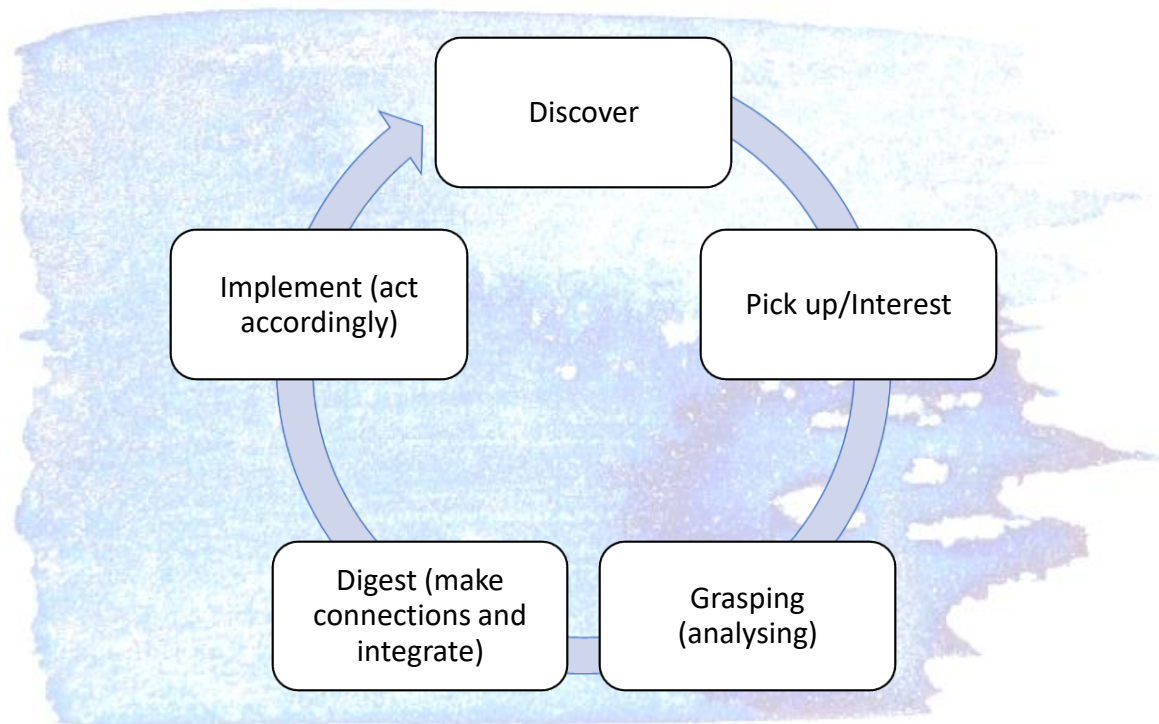 Discover
Pick up/Interest
Grasping
(analysing)
Digest (make
connections and
integrate)
Implement (act
accordingly)